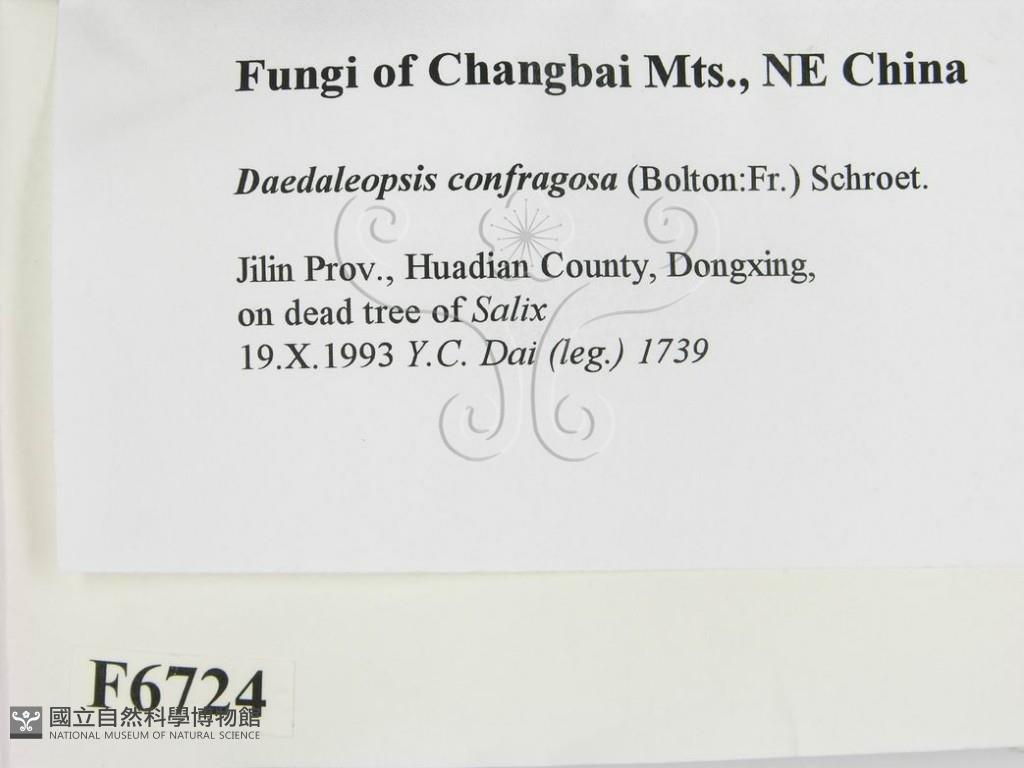 Fungi of Changbai Mts., NE China
Daedaleopsis confragosa (Bolton:Fr.) Schroet.
Jilin Prov., Huadian County, Dongxing,
on dead tree of Salix
19.X.1993 Y.C. Dai (leg.) 1739
F6724
國立自然科學博物館
NATIONAL MUSEUM OF NATURAL SCIENCE